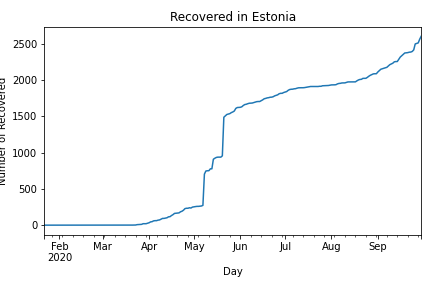 Recovered in Estonia
Number of Recovered
2500
2000
1500
1000
500
0
Feb Mar Apr May Jun Jul Aug Sep
2020
Day